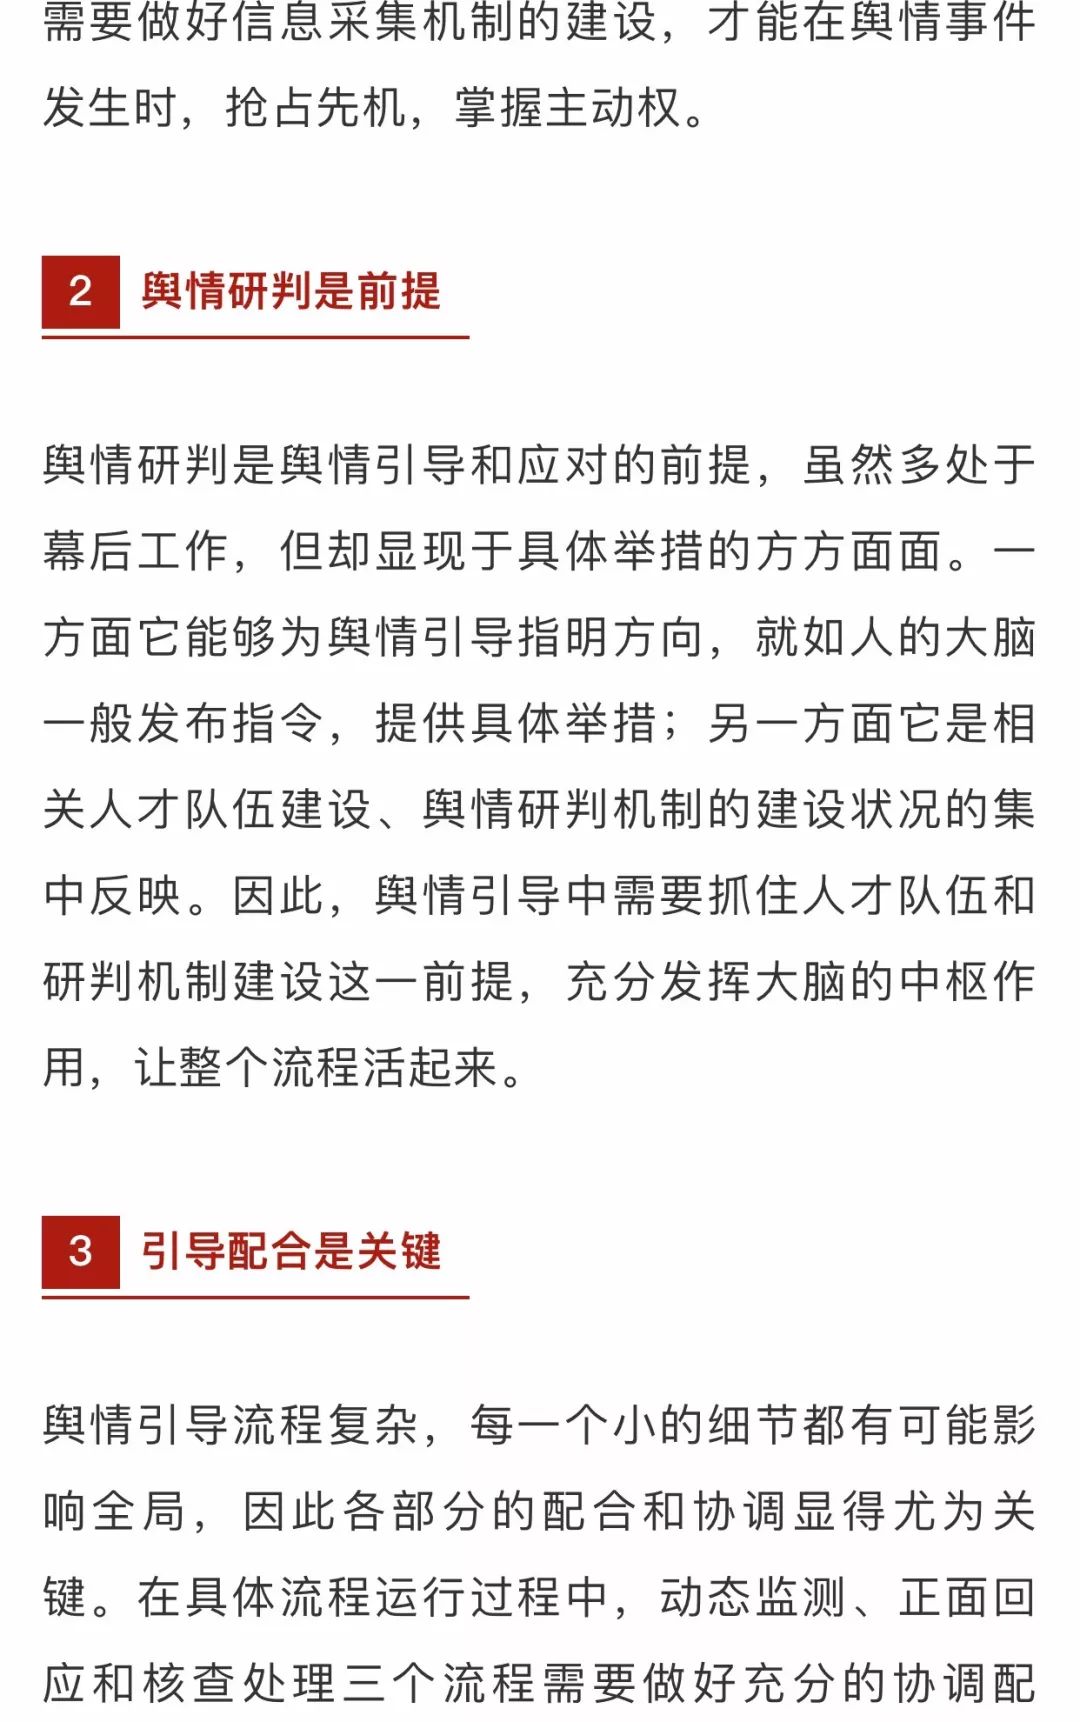 需要做好信息采集机制的建设，才能在舆情事件
发生时，抢占先机，掌握主动权。
2 舆情研判是前提
舆情研判是舆情引导和应对的前提，虽然多处于
幕后工作，但却显现于具体举措的方方面面。一
方面它能够为舆情引导指明方向，就如人的大脑
一般发布指令，提供具体举措；另一方面它是相
关人才队伍建设、舆情研判机制的建设状况的集
中反映。因此，舆情引导中需要抓住人才队伍和
研判机制建设这一前提，充分发挥大脑的中枢作
用，让整个流程活起来。
3 引导配合是关键
舆情引导流程复杂，每一个小的细节都有可能影
响全局，因此各部分的配合和协调显得尤为关
键。在具体流程运行过程中，动态监测、正面回
应和核查处理三个流程需要做好充分的协调配